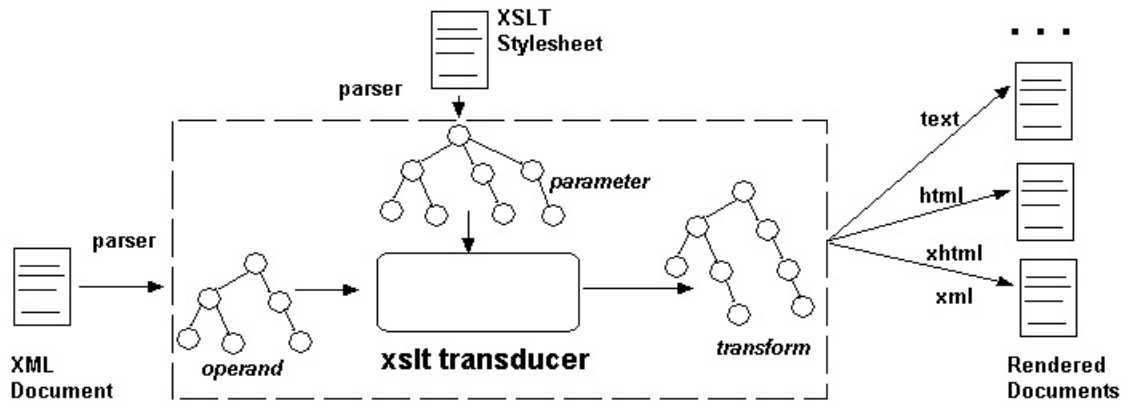 XSLT
Stylesheet
parser
parameter
parser
XML
Document
operand
xslt transducer
transform
text
html
xhtml
xml
. . .
Rendered
Documents